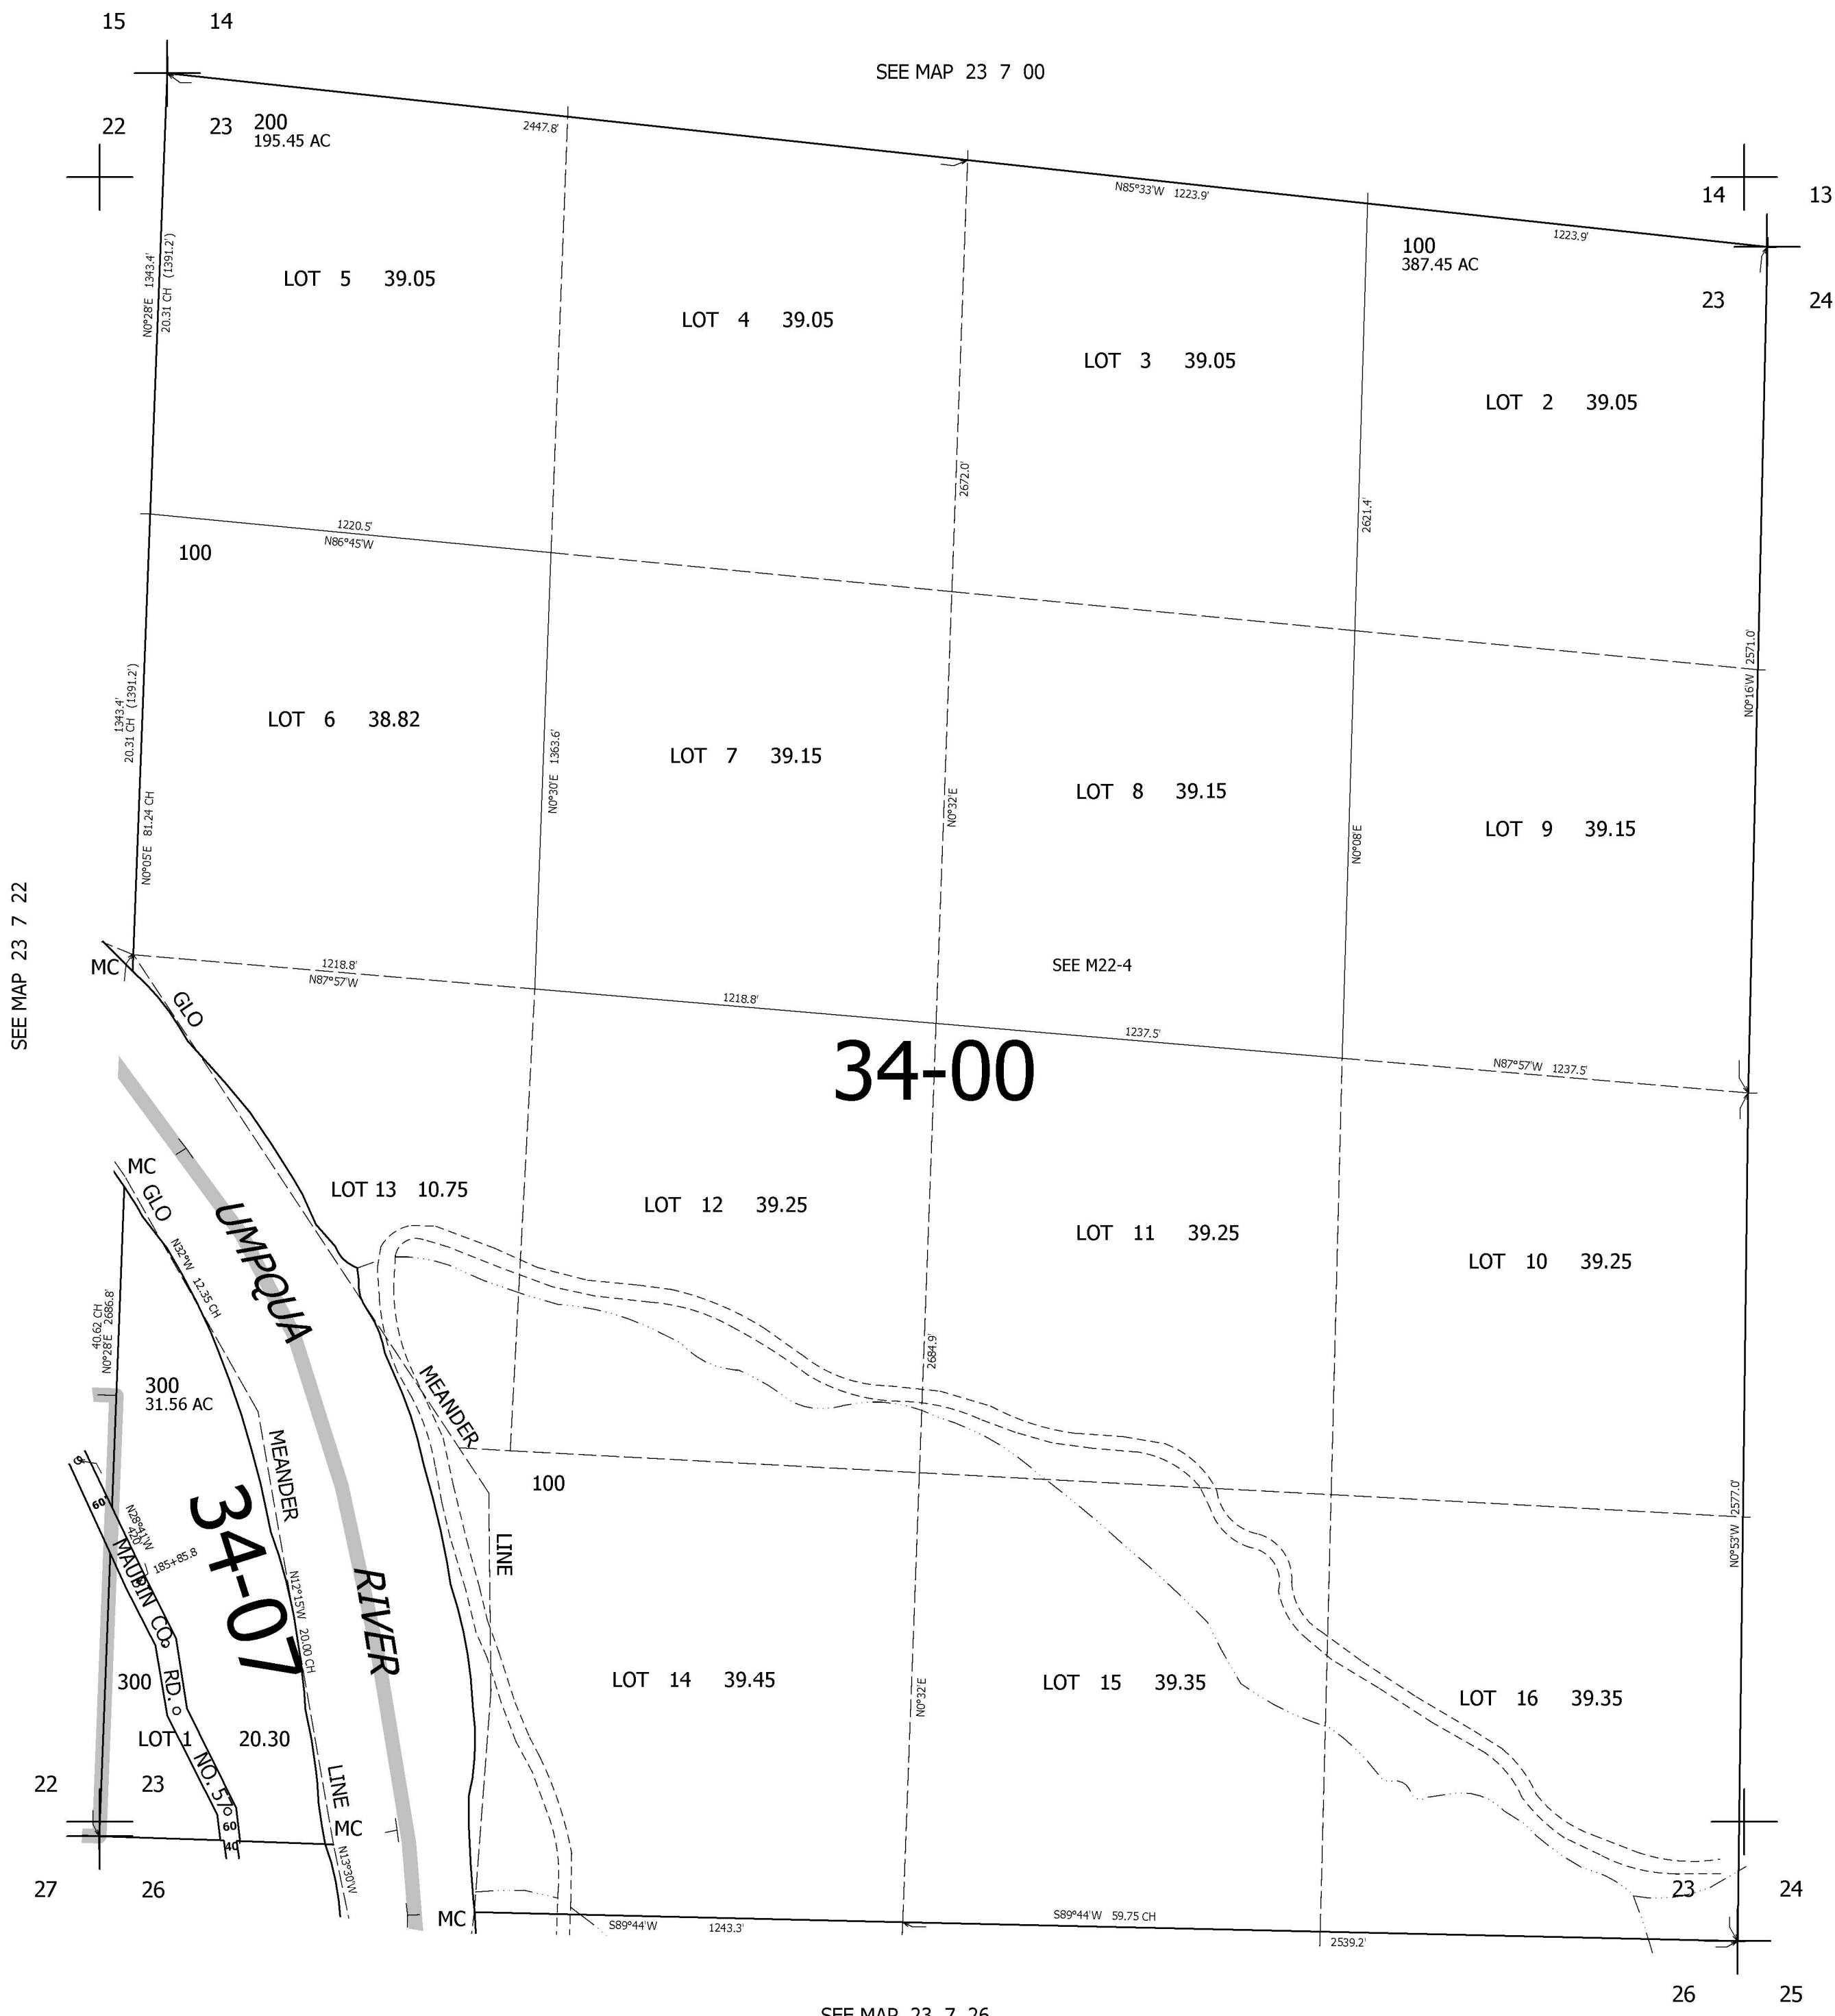 15 14
SEE MAP 23 7 00
22 23 200
195.45 AC
2447.8'
N85°33'W 1223.9'
14 13
1223.9'
100
387.45 AC
23 24
N0°28'E 1343.4'
20.31 CH (1391.2')
LOT 5 39.05
LOT 4 39.05
LOT 3 39.05
LOT 2 39.05
2672.0'
2621.4'
1220.5'
N86°45'W
100
2571.0'
N0°16'W
1343.4'
20.31 CH (1391.2')
LOT 6 38.82
LOT 7 39.15
LOT 8 39.15
LOT 9 39.15
N0°30'E 1363.6'
N0°32'E
N0°08'E
N0°05'E 81.24 CH
SEE MAP 23 7 22
MC
1218.8'
N87°57'W
1218.8'
SEE M22-4
1237.5'
N87°57'W 1237.5'
GLO
34-00
MC
GLO
N32°W 12.35 CH
UMPQUA
LOT 13 10.75
LOT 12 39.25
LOT 11 39.25
LOT 10 39.25
40.62 CH
N0°28'E 2686.8'
2684.9'
300
31.56 AC
MEANDER
MEANDER
100
LINE
34-07
60'
N28°41'W
420'
185+85.8
MAUBIN CO. RD. NO. 57
N12°15'W 20.00 CH
RIVER
N0°53'W 2577.0'
300
LOT 14 39.45
LOT 15 39.35
LOT 16 39.35
N0°32'E
LOT 1 20.30
22 23
LINE
MC
60
40
N13°30'W
27 26
MC
S89°44'W 1243.3'
S89°44'W 59.75 CH
2539.2'
23 24
26 25
SEE MAP 23 7 26